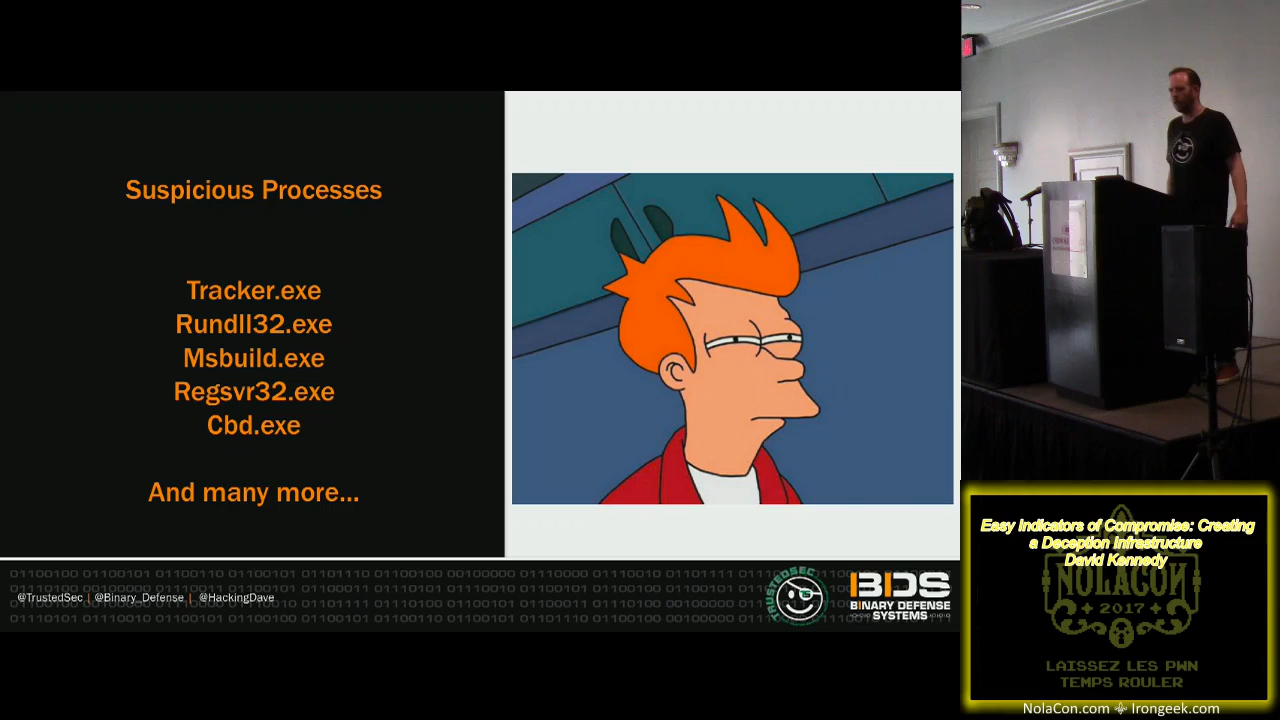 Suspicious Processes
Tracker.exe
Rundll32.exe
Msbuild.exe
Regsvr32.exe
Cbd.exe
And many more...
@TrustedSec | @Binary_Defense | @HackingDave
TRUSTEDSEC
TS
BDS
BINARY DEFENSE
SYSTEMS
Easy Indicators of Compromise: Creating
a Deception Infrastructure
David Kennedy
NOLACON
2017
LAISSEZ LES PWN
TEMPS ROULER
NolaCon.com Irongeek.com